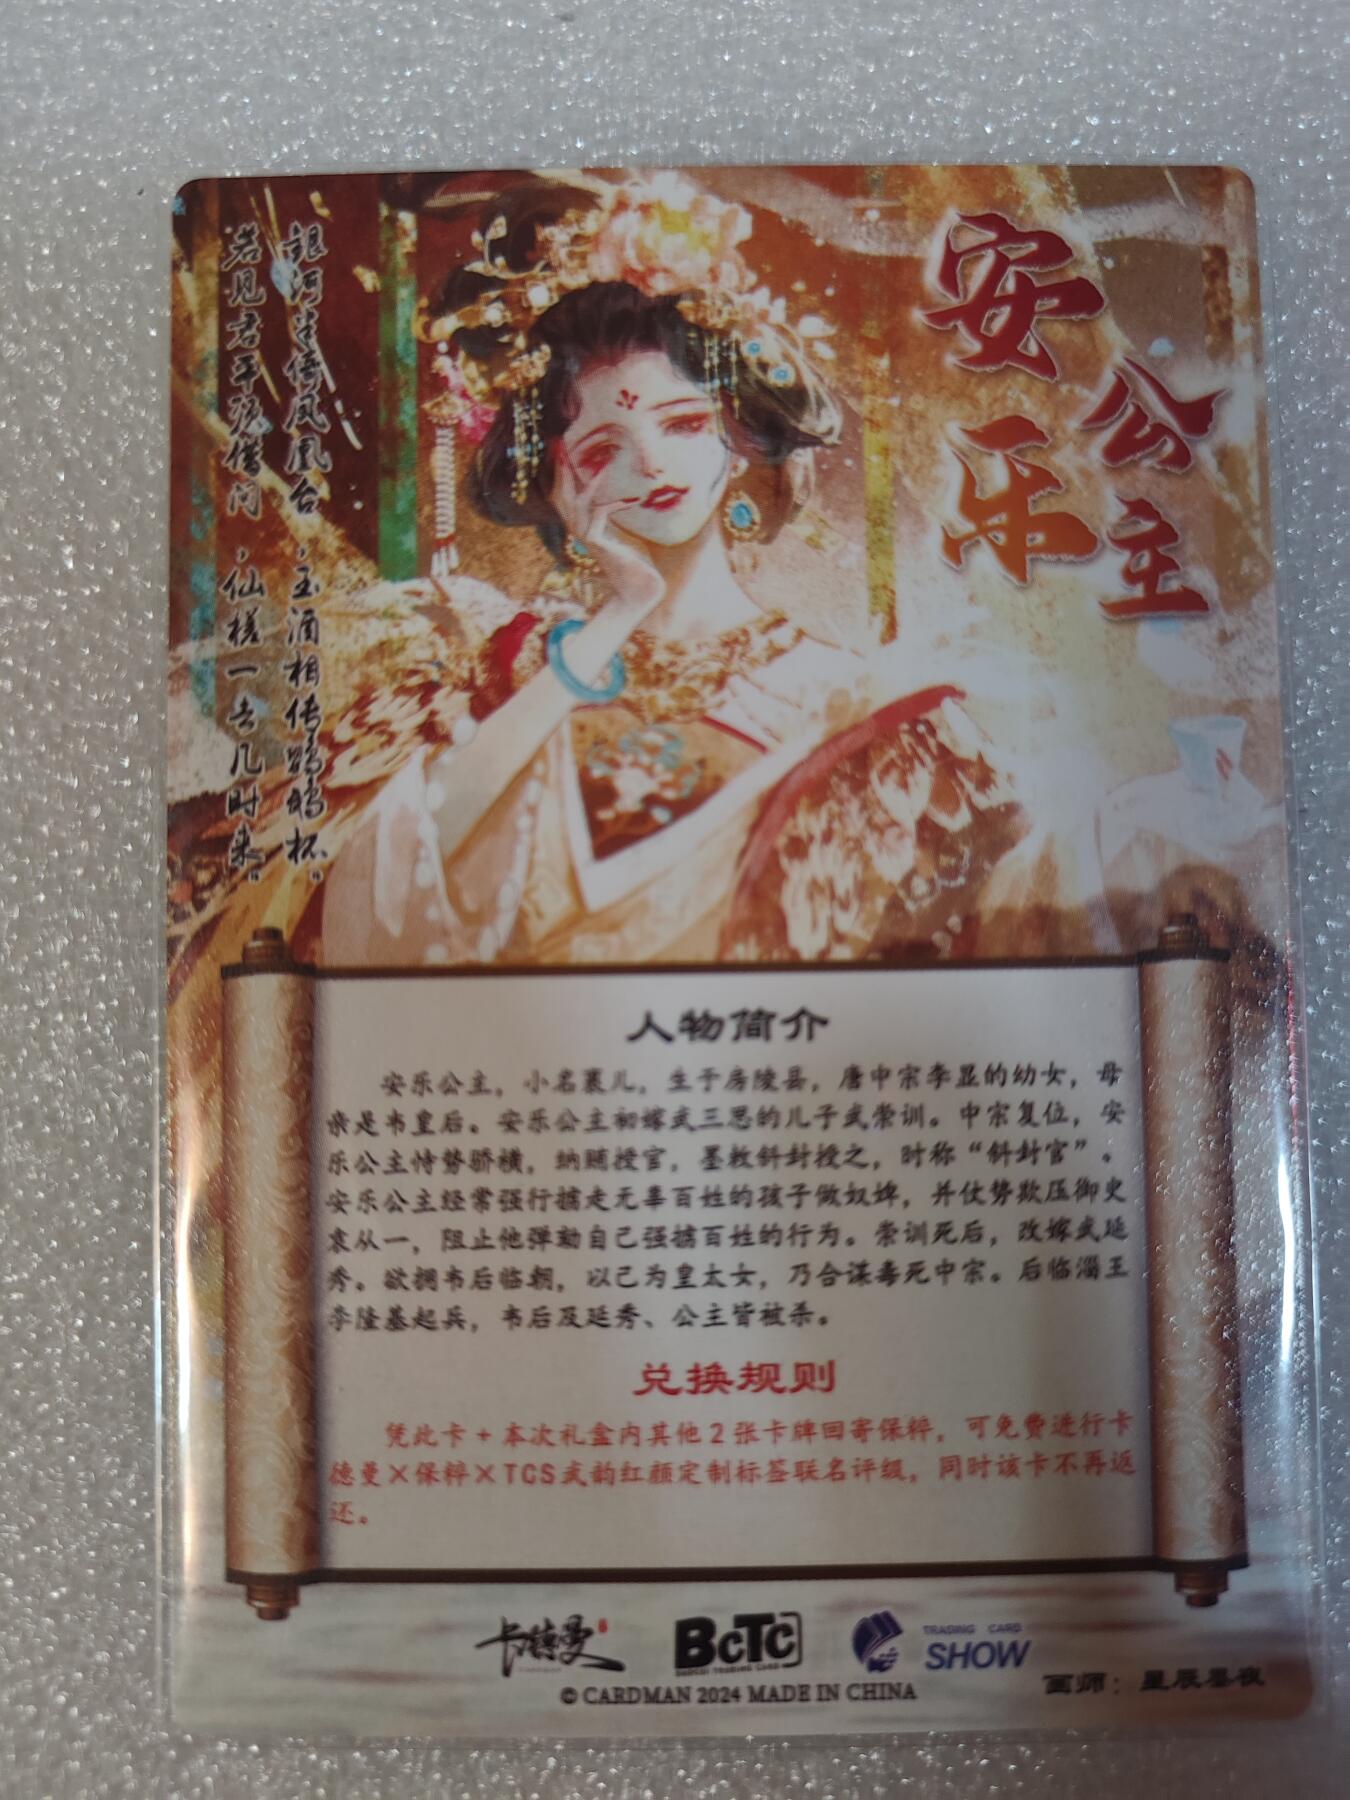 安乐
公主
银河半倚凤凰台，玉酒相传鹦鹉杯。
若见君平须借问，仙槎一去几时来。
人物简介
安乐公主，小名裹儿，生于房陵县，唐中宗李显的幼女，母
亲是韦皇后。安乐公主初嫁武三思的儿子武崇训。中宗复位，安
乐公主恃势骄横，纳贿授官，墨敕斜封授之，时称“斜封官”。
安乐公主经常强行掳走无辜百姓的孩子做奴婢，并仗势欺压御史
袁从一，阻止他弹劾自己强掳百姓的行为。崇训死后，改嫁武延
秀。欲拥韦后临朝，以己为皇太女，乃合谋毒死中宗。后临淄王
李隆基起兵，韦后及延秀、公主皆被杀。
兑换规则
凭此卡+本次礼盒内其他2张卡牌回寄保粹，可免费进行卡
德曼×保粹×TCS武韵红颜定制标签联名评级，同时该卡不再返
还。
卡德曼
BCTC
TRADING CARD
SHOW
© CARDMAN 2024 MADE IN CHINA
画师：星辰昼夜